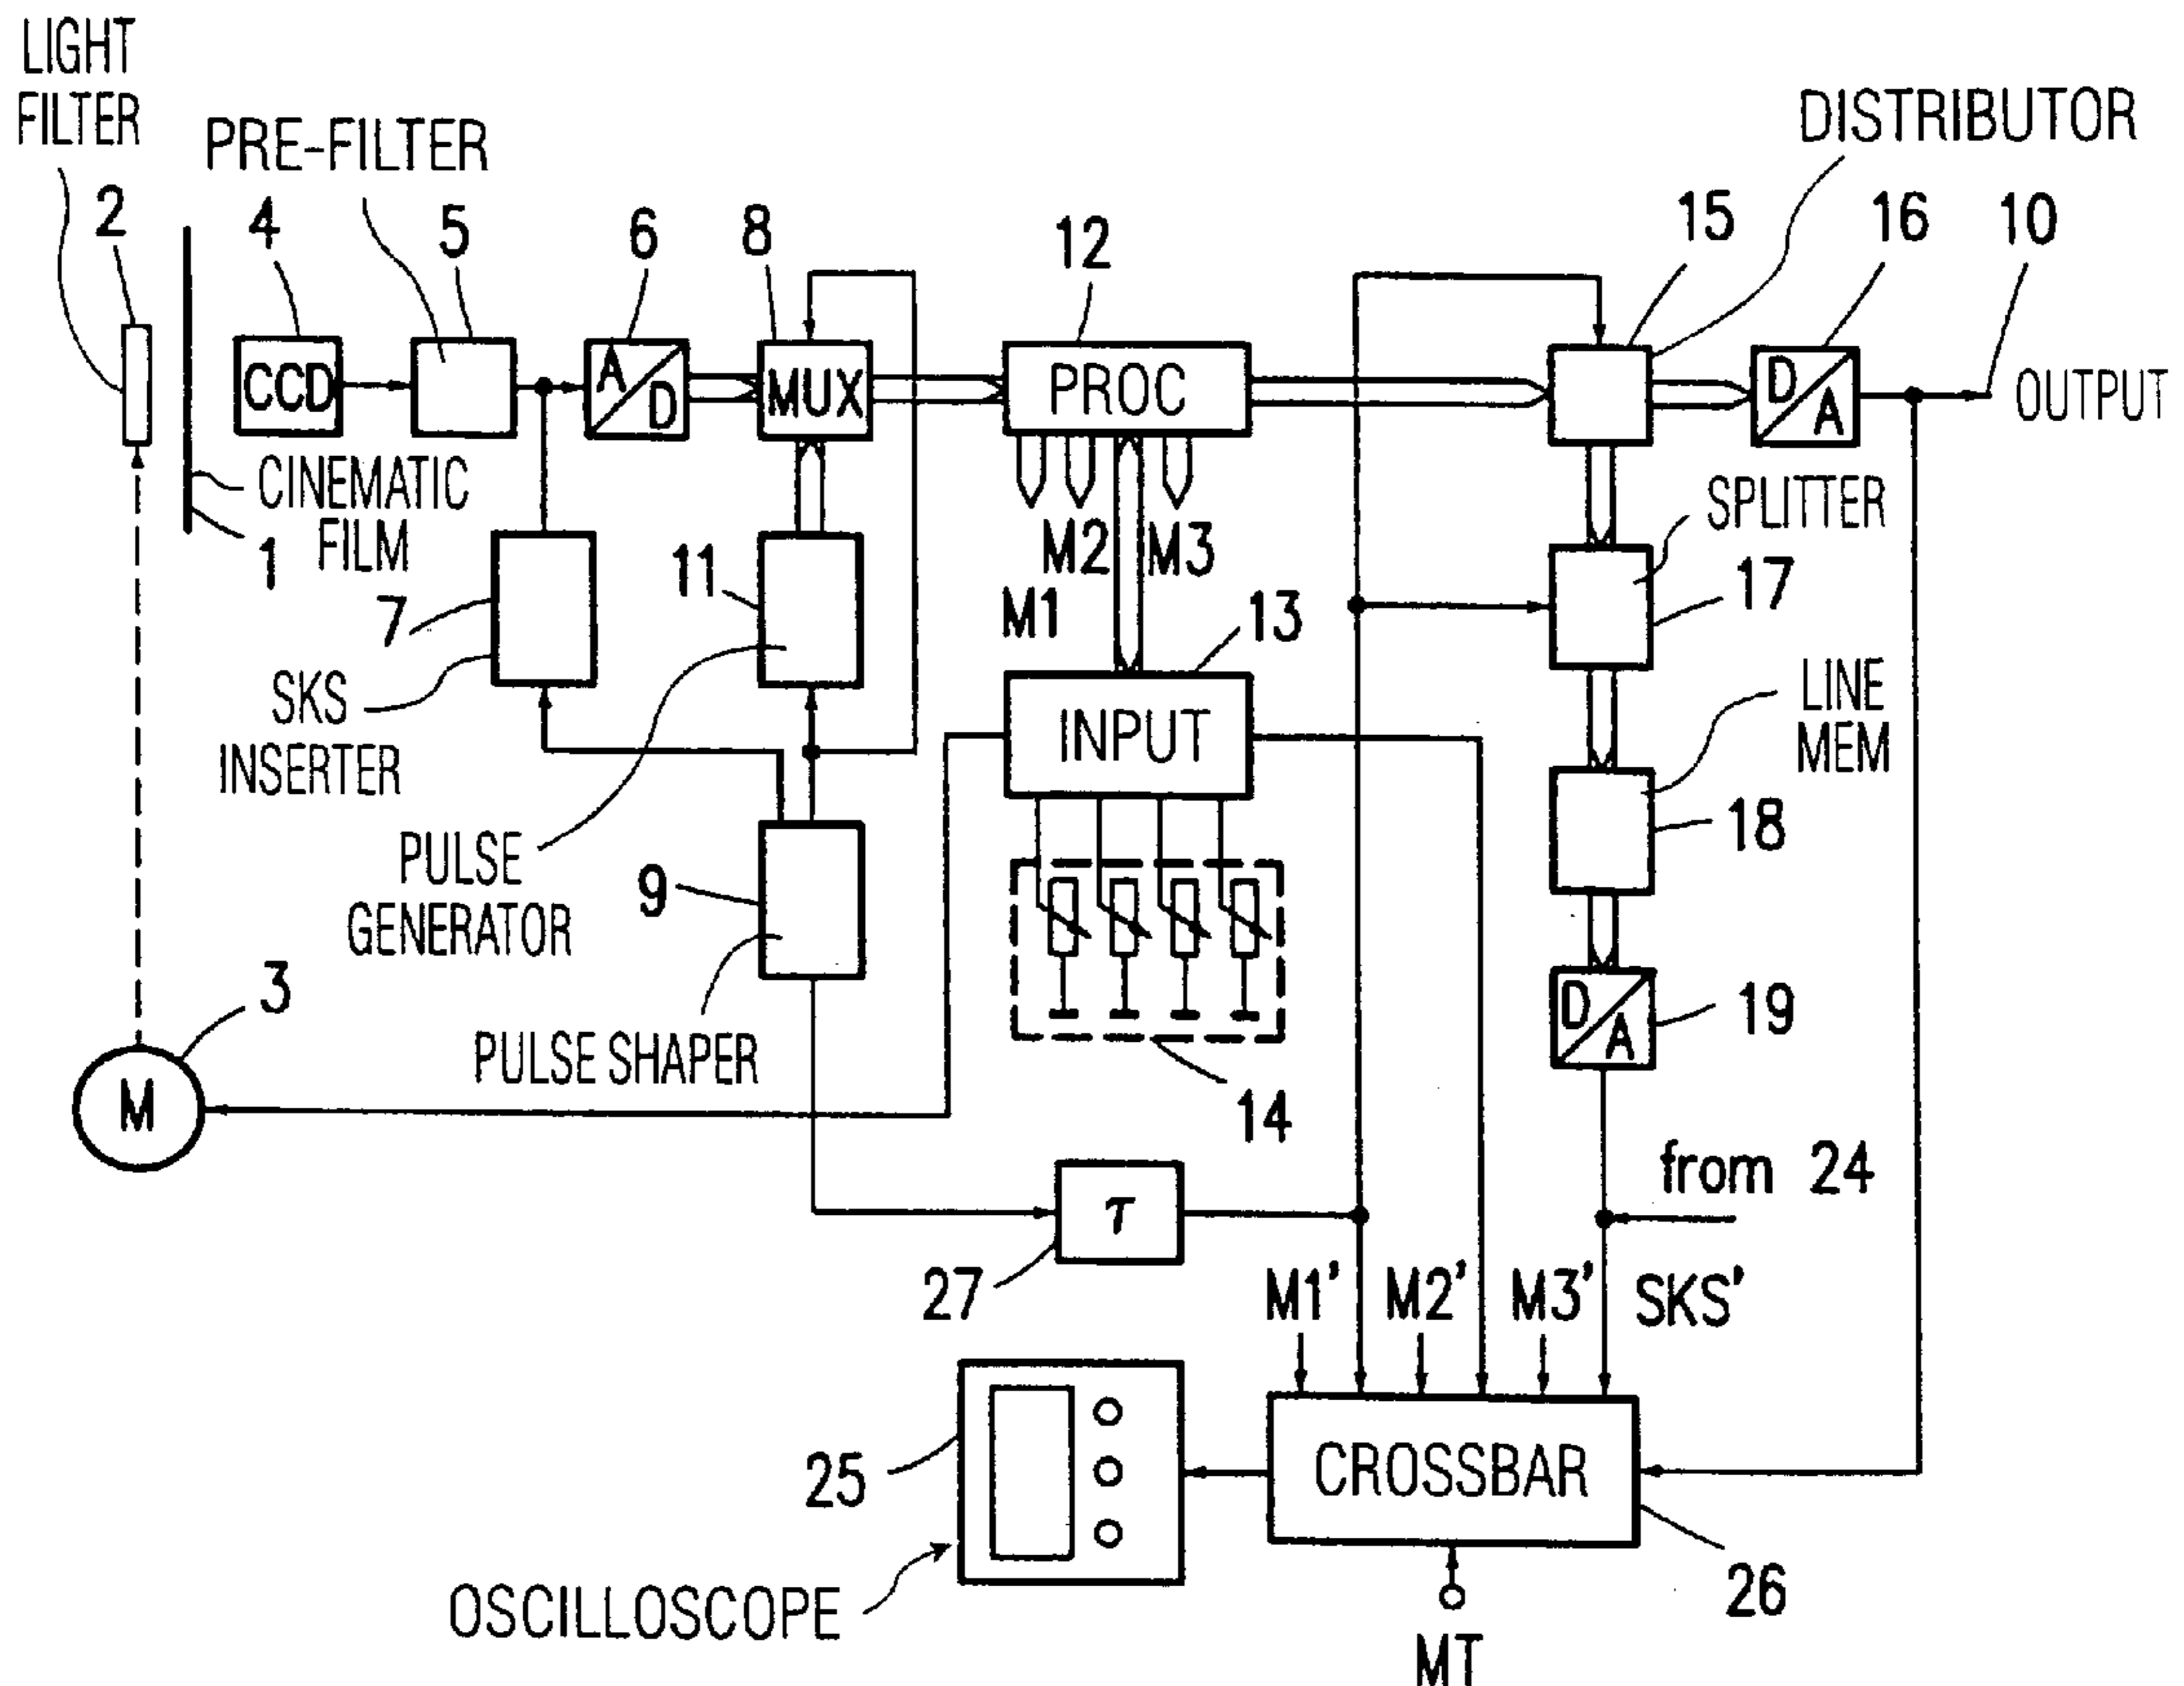 LIGHT
FILTER
PRE-FILTER
DISTRIBUTOR
2
4
5
6
8
12
15
16
10
CCD
A
D
MUX
PROC
D
A
OUTPUT
CINEMATIC
FILM
1
7
11
M2
M3
M1
SPLITTER
17
13
SKS
INSERTER
INPUT
LINE
MEM
18
PULSE
GENERATOR
9
D
A
19
3
PULSE SHAPER
14
M
from 24
τ
27
M1'
M2'
M3'
SKS'
25
CROSSBAR
26
OSCILLOSCOPE
MT